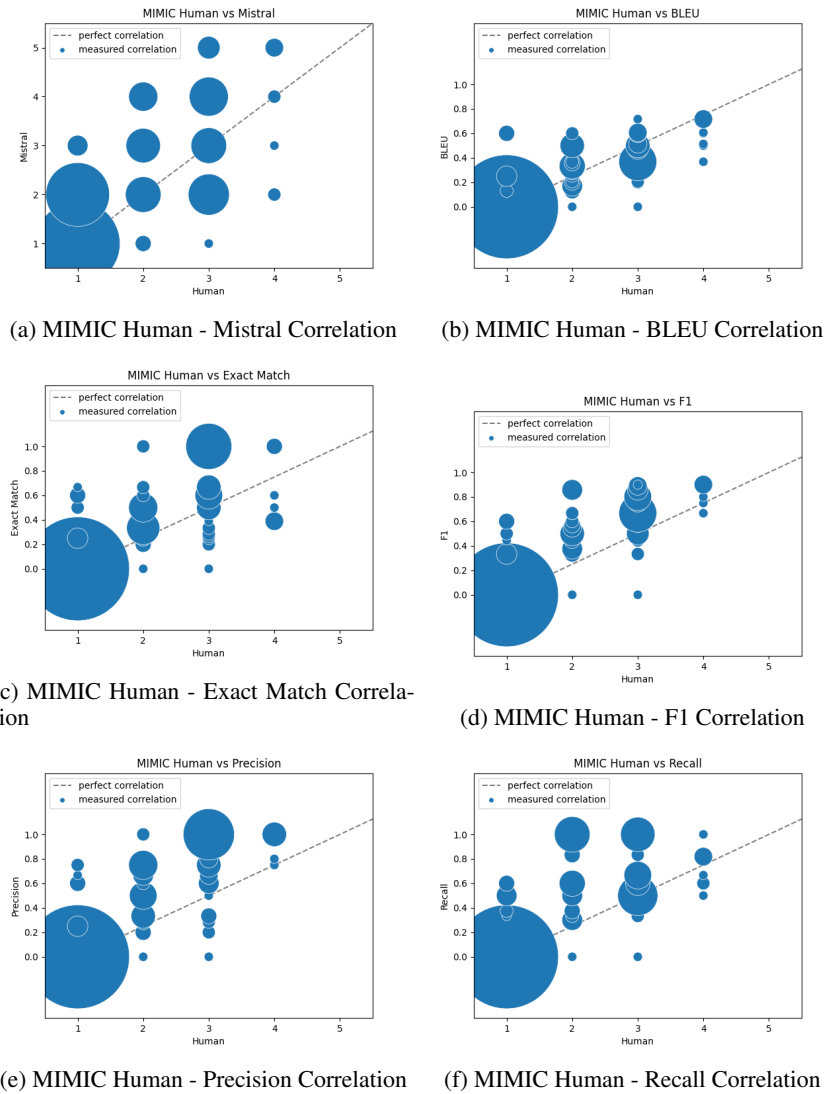 MIMIC Human vs Mistral
perfect correlation
measured correlation
5
4
3
2
1
Mistral
1 2 3 4 5
Human
(a) MIMIC Human - Mistral Correlation
MIMIC Human vs BLEU
perfect correlation
measured correlation
1.0
0.8
0.6
0.4
0.2
0.0
BLEU
1 2 3 4 5
Human
(b) MIMIC Human - BLEU Correlation
MIMIC Human vs Exact Match
perfect correlation
measured correlation
1.0
0.8
0.6
0.4
0.2
0.0
Exact Match
1 2 3 4 5
Human
c) MIMIC Human - Exact Match Correla-
ion
MIMIC Human vs F1
perfect correlation
measured correlation
1.0
0.8
0.6
0.4
0.2
0.0
F1
1 2 3 4 5
Human
(d) MIMIC Human - F1 Correlation
MIMIC Human vs Precision
perfect correlation
measured correlation
1.0
0.8
0.6
0.4
0.2
0.0
Precision
1 2 3 4 5
Human
(e) MIMIC Human - Precision Correlation
MIMIC Human vs Recall
perfect correlation
measured correlation
1.0
0.8
0.6
0.4
0.2
0.0
Recall
1 2 3 4 5
Human
(f) MIMIC Human - Recall Correlation